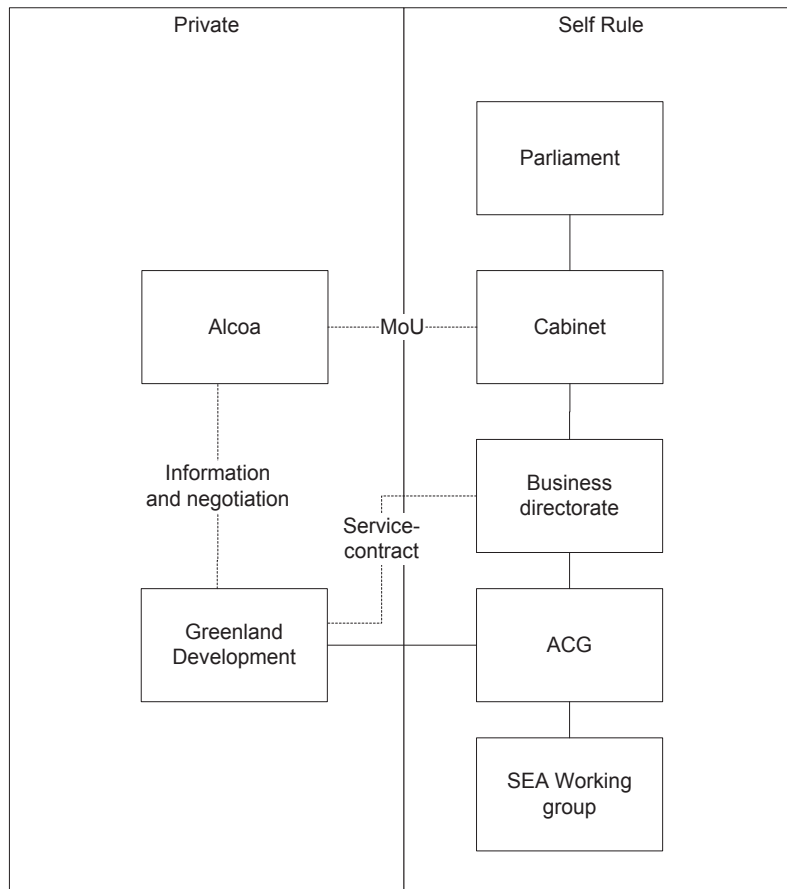 Private
Self Rule
Parliament
Alcoa
MoU
Cabinet
Information
and negotiation
Business
directorate
Service-
contract
Greenland
Development
ACG
SEA Working
group